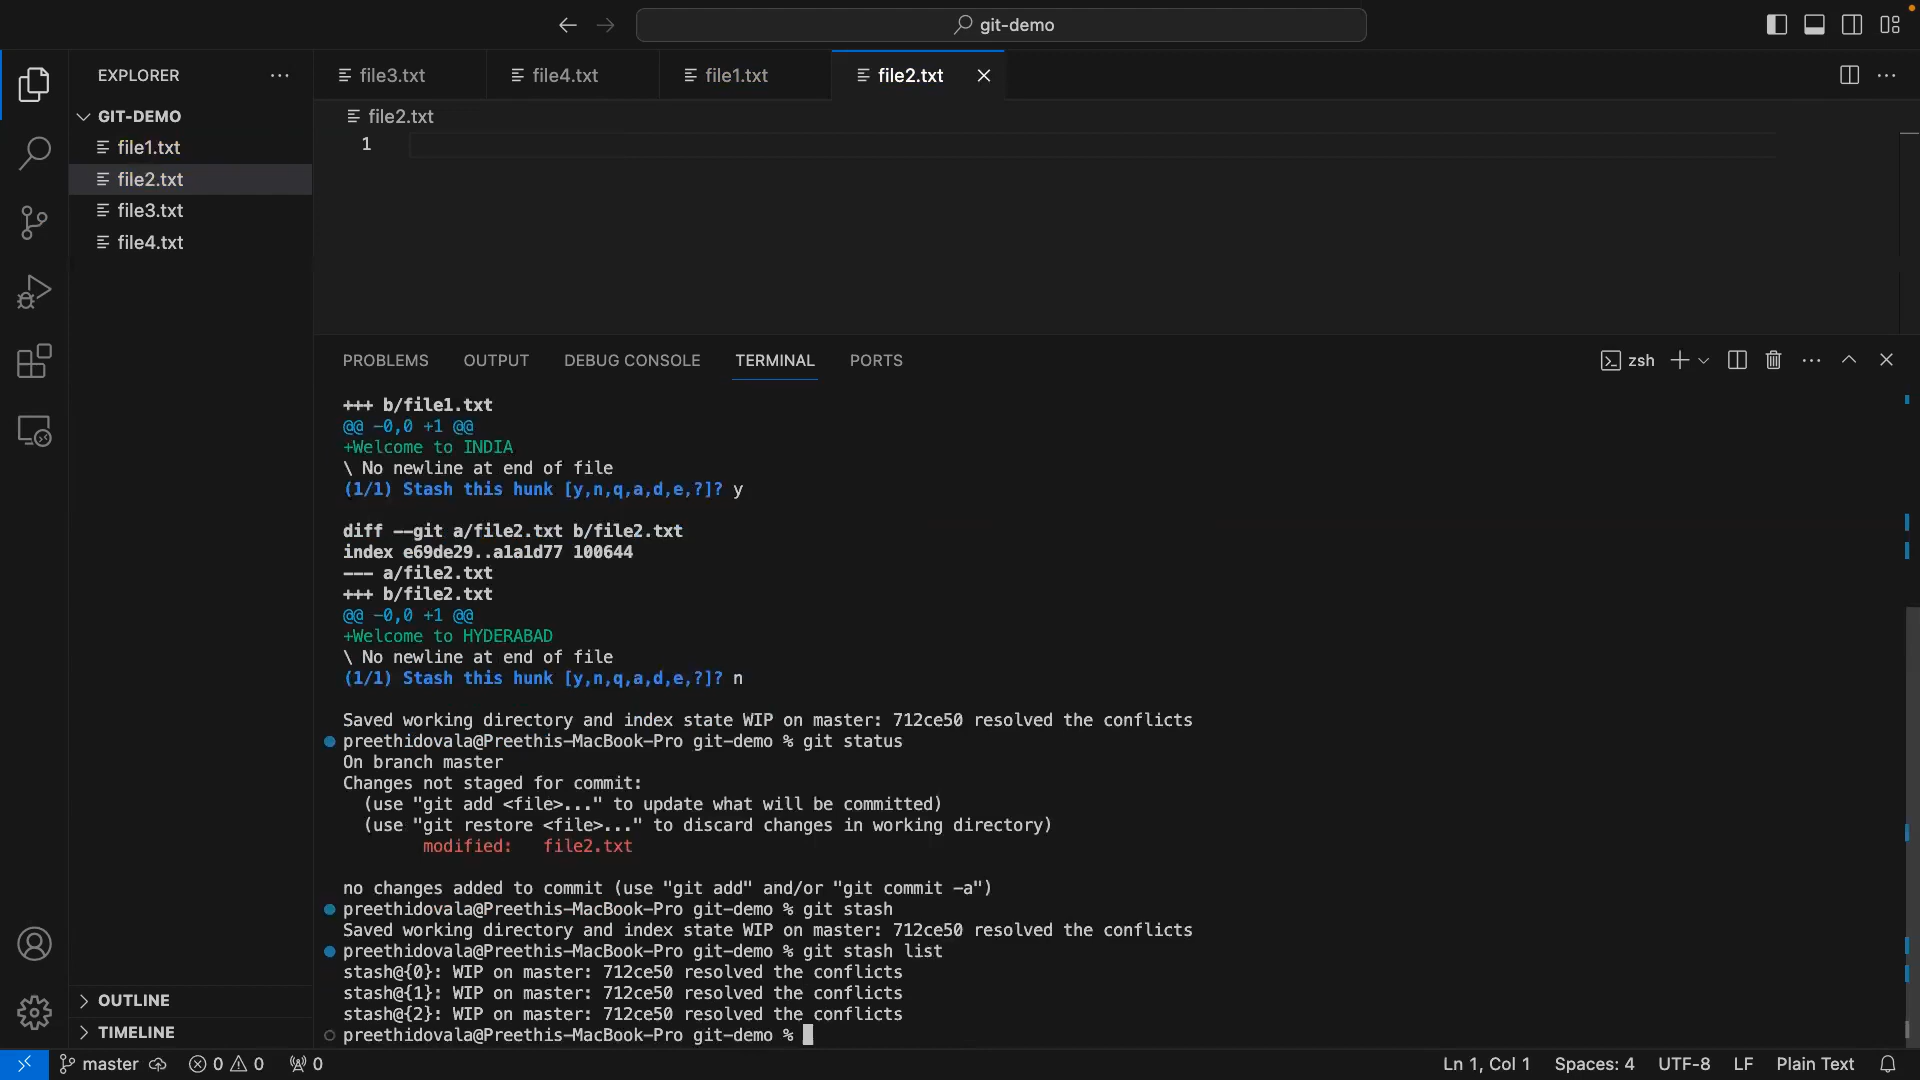 git-demo
EXPLORER
GIT-DEMO
file1.txt
file2.txt
file3.txt
file4.txt
OUTLINE
TIMELINE
file3.txt
file4.txt
file1.txt
file2.txt
file2.txt
1
PROBLEMS
OUTPUT
DEBUG CONSOLE
TERMINAL
PORTS
zsh
+++ b/file1.txt
@@ -0,0 +1 @@
+Welcome to INDIA
\ No newline at end of file
(1/1) Stash this hunk [y,n,q,a,d,e,?]? y
diff --git a/file2.txt b/file2.txt
index e69de29..a1a1d77 100644
--- a/file2.txt
+++ b/file2.txt
@@ -0,0 +1 @@
+Welcome to HYDERABAD
\ No newline at end of file
(1/1) Stash this hunk [y,n,q,a,d,e,?]? n
Saved working directory and index state WIP on master: 712ce50 resolved the conflicts
preethidovala@Preethis-MacBook-Pro git-demo % git status
On branch master
Changes not staged for commit:
(use "git add <file>..." to update what will be committed)
(use "git restore <file>..." to discard changes in working directory)
modified: file2.txt
no changes added to commit (use "git add" and/or "git commit -a")
preethidovala@Preethis-MacBook-Pro git-demo % git stash
Saved working directory and index state WIP on master: 712ce50 resolved the conflicts
preethidovala@Preethis-MacBook-Pro git-demo % git stash list
stash@{0}: WIP on master: 712ce50 resolved the conflicts
stash@{1}: WIP on master: 712ce50 resolved the conflicts
stash@{2}: WIP on master: 712ce50 resolved the conflicts
preethidovala@Preethis-MacBook-Pro git-demo %
master 0 0 0 Ln 1, Col 1 Spaces: 4 UTF-8 LF Plain Text